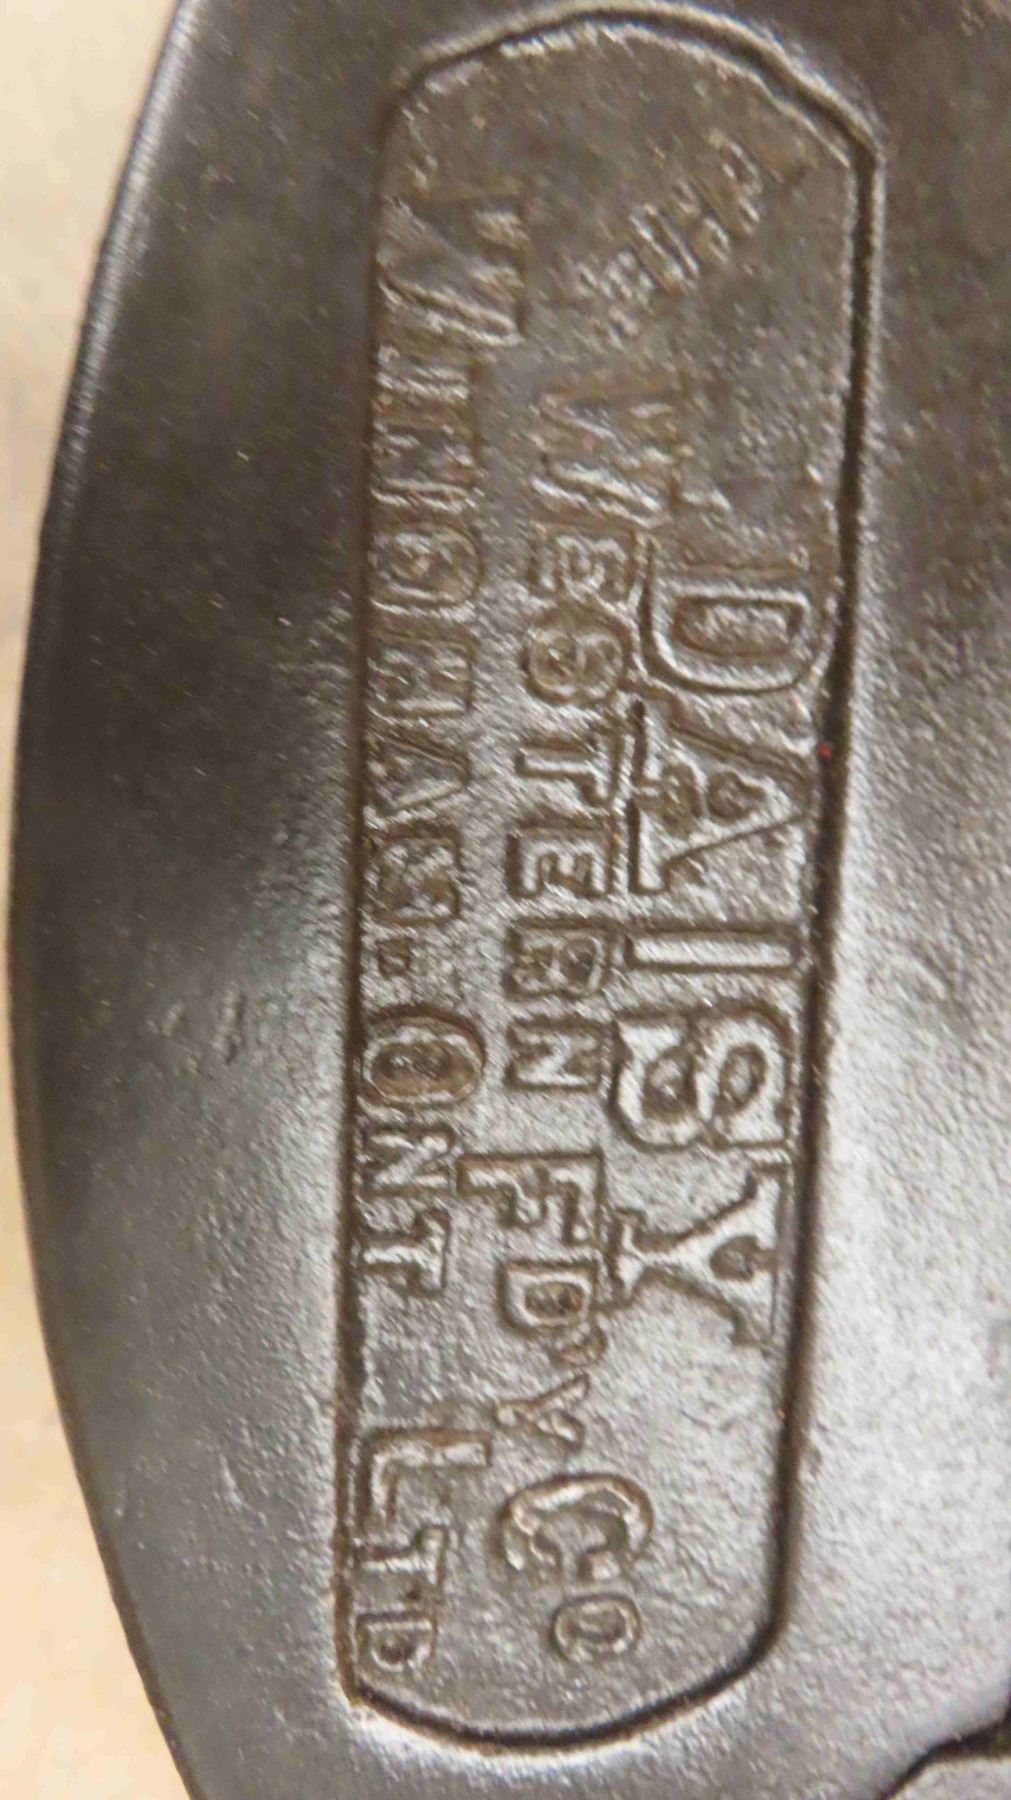 THE
DAISY
WESTERN FDY Co
WINGHAM. ONT LTD